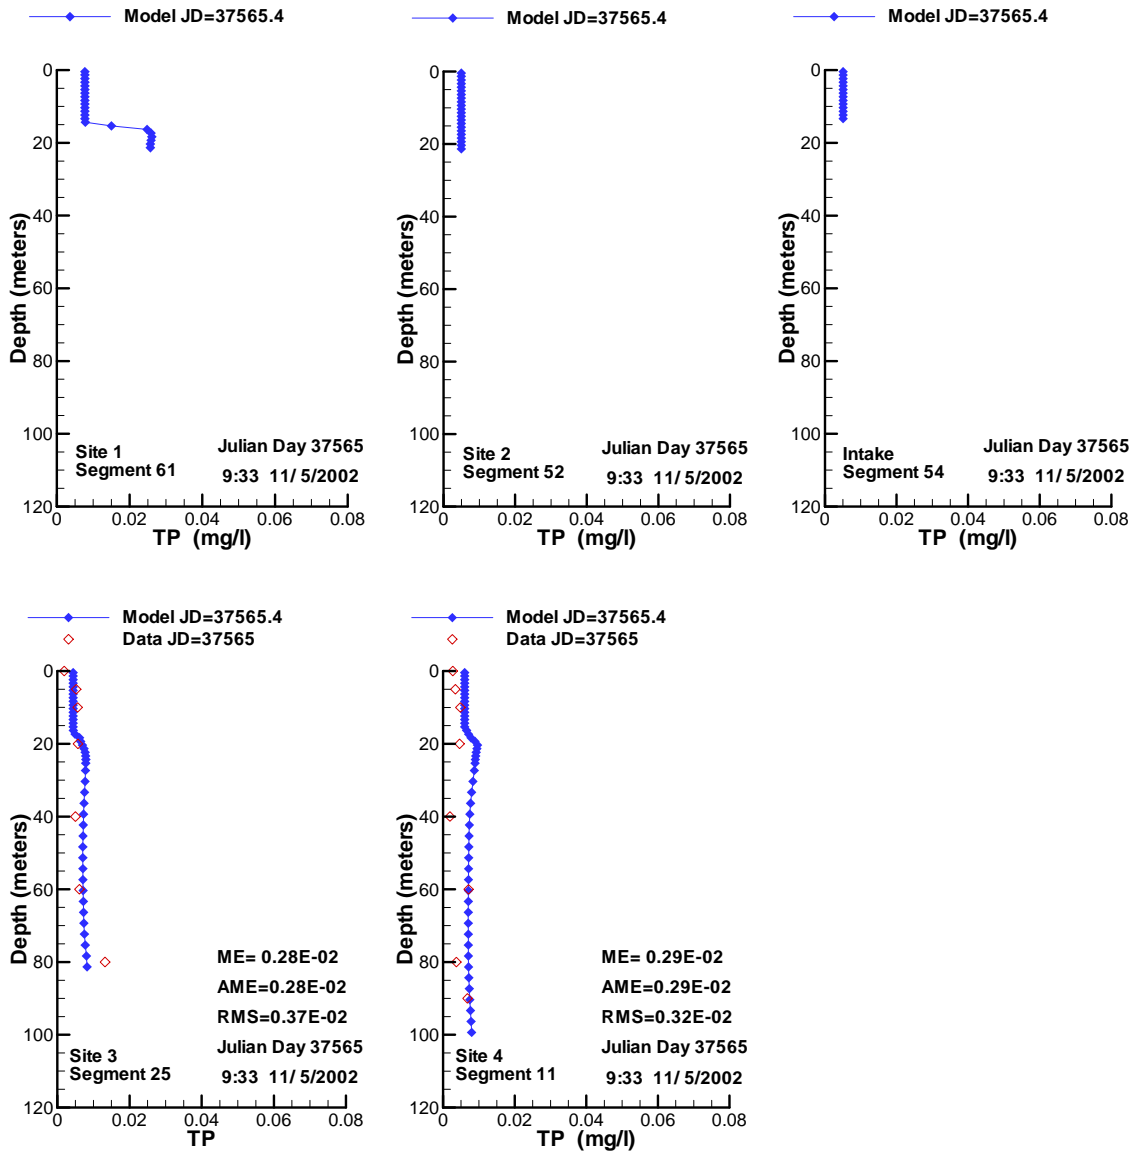 Model JD=37565.4
0
20
40
60
80
100
120
Depth (meters)
Site 1
Segment 61
Julian Day 37565
9:33 11/ 5/2002
0 0.02 0.04 0.06 0.08
TP (mg/l)
Model JD=37565.4
0
20
40
60
80
100
120
Depth (meters)
Site 2
Segment 52
Julian Day 37565
9:33 11/ 5/2002
0 0.02 0.04 0.06 0.08
TP (mg/l)
Model JD=37565.4
0
20
40
60
80
100
120
Depth (meters)
Intake
Segment 54
Julian Day 37565
9:33 11/ 5/2002
0 0.02 0.04 0.06 0.08
TP (mg/l)
Model JD=37565.4
Data JD=37565
0
20
40
60
80
100
120
Depth (meters)
ME= 0.28E-02
AME=0.28E-02
RMS=0.37E-02
Site 3
Segment 25
Julian Day 37565
9:33 11/ 5/2002
0 0.02 0.04 0.06 0.08
TP
Model JD=37565.4
Data JD=37565
0
20
40
60
80
100
120
Depth (meters)
ME= 0.29E-02
AME=0.29E-02
RMS=0.32E-02
Site 4
Segment 11
Julian Day 37565
9:33 11/ 5/2002
0 0.02 0.04 0.06 0.08
TP (mg/l)